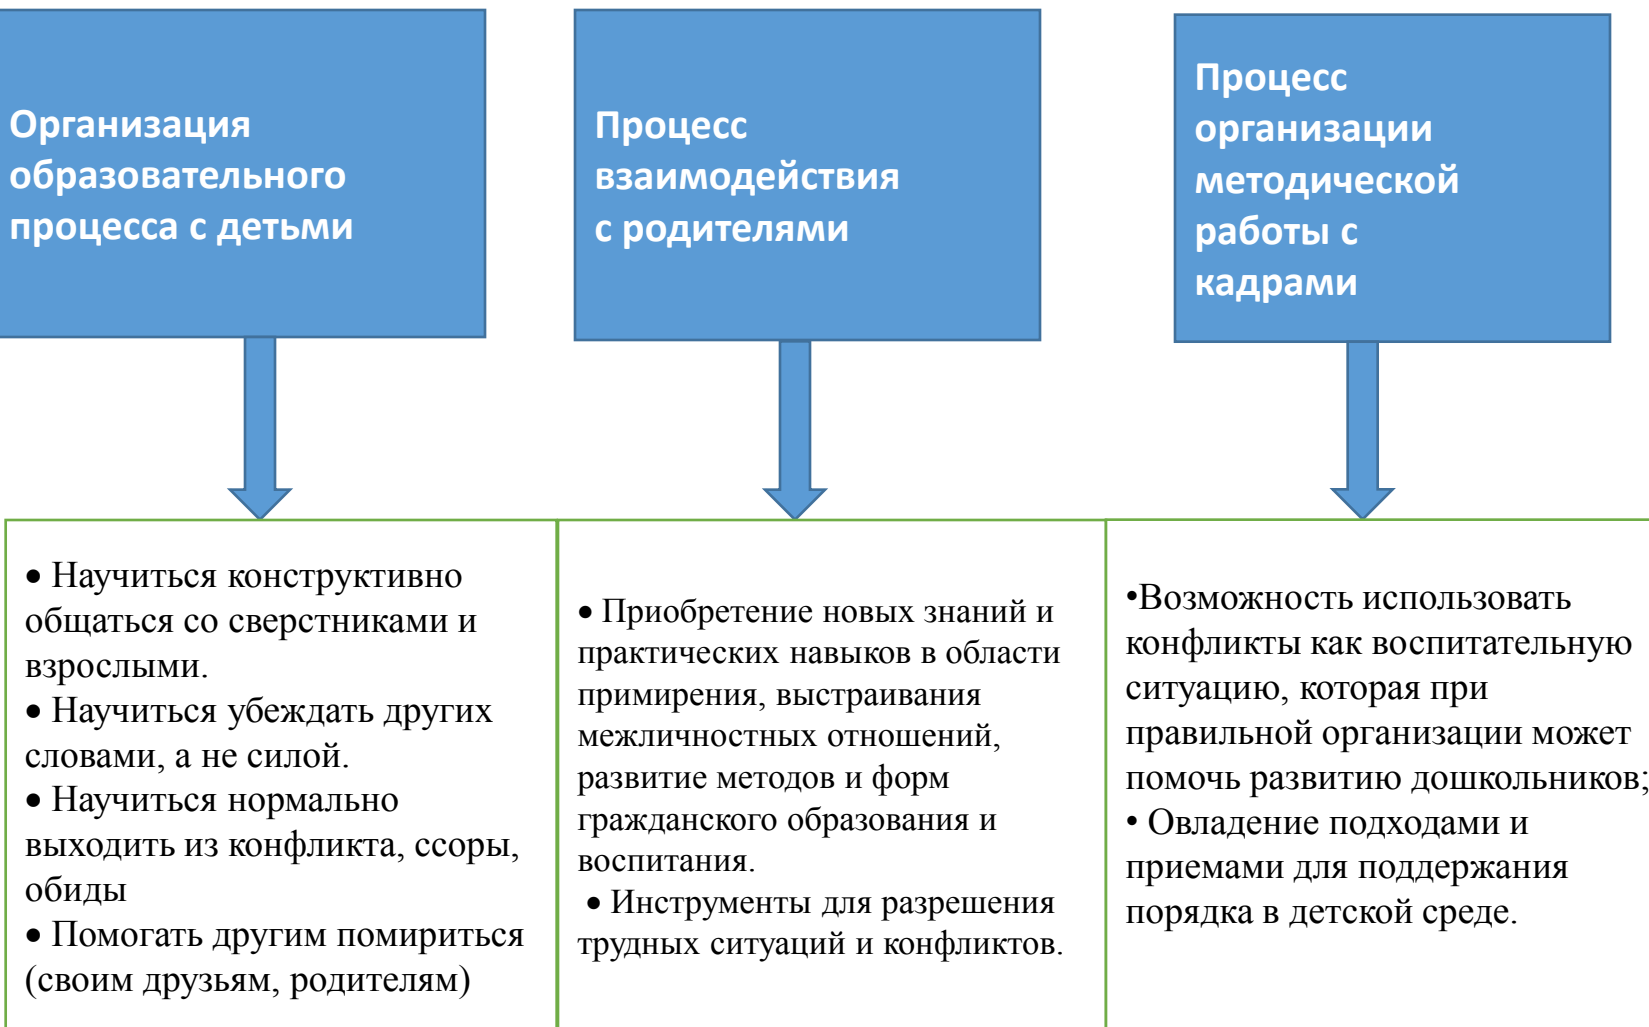 Организация
образовательного
процесса с детьми
Процесс
взаимодействия
с родителями
Процесс
организации
методической
работы с
кадрами
• Научиться конструктивно
общаться со сверстниками и
взрослыми.
• Научиться убеждать других
словами, а не силой.
• Научиться нормально
выходить из конфликта, ссоры,
обиды
• Помогать другим помириться
(своим друзьям, родителям)
• Приобретение новых знаний и
практических навыков в области
примирения, выстраивания
межличностных отношений,
развитие методов и форм
гражданского образования и
воспитания.
• Инструменты для разрешения
трудных ситуаций и конфликтов.
•Возможность использовать
конфликты как воспитательную
ситуацию, которая при
правильной организации может
помочь развитию дошкольников;
• Овладение подходами и
приемами для поддержания
порядка в детской среде.